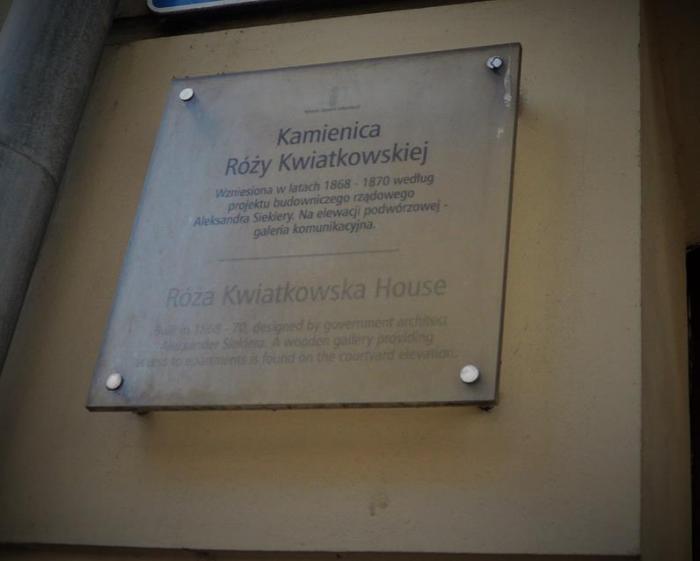 Kamienica
Róży Kwiatkowskiej
Wzniesiona w latach 1868 - 1870 według
projektu budowniczego rządowego
Aleksandra Siekiery. Na elewacji podwórzowej -
galeria komunikacyjna.
Róża Kwiatkowska House
Built in 1868 - 70, designed by government architect
Alexander Siekiera. A wooden gallery providing
access to apartments is found on the courtyard elevation.